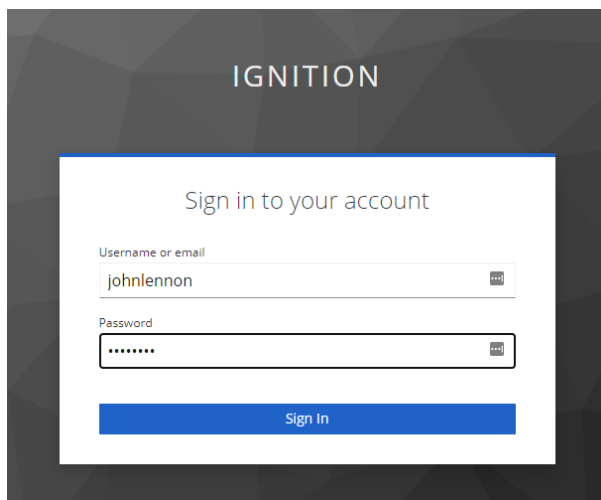 IGNITION
Sign in to your account
Username or email
johnlennon
Password
••••••••
Sign In